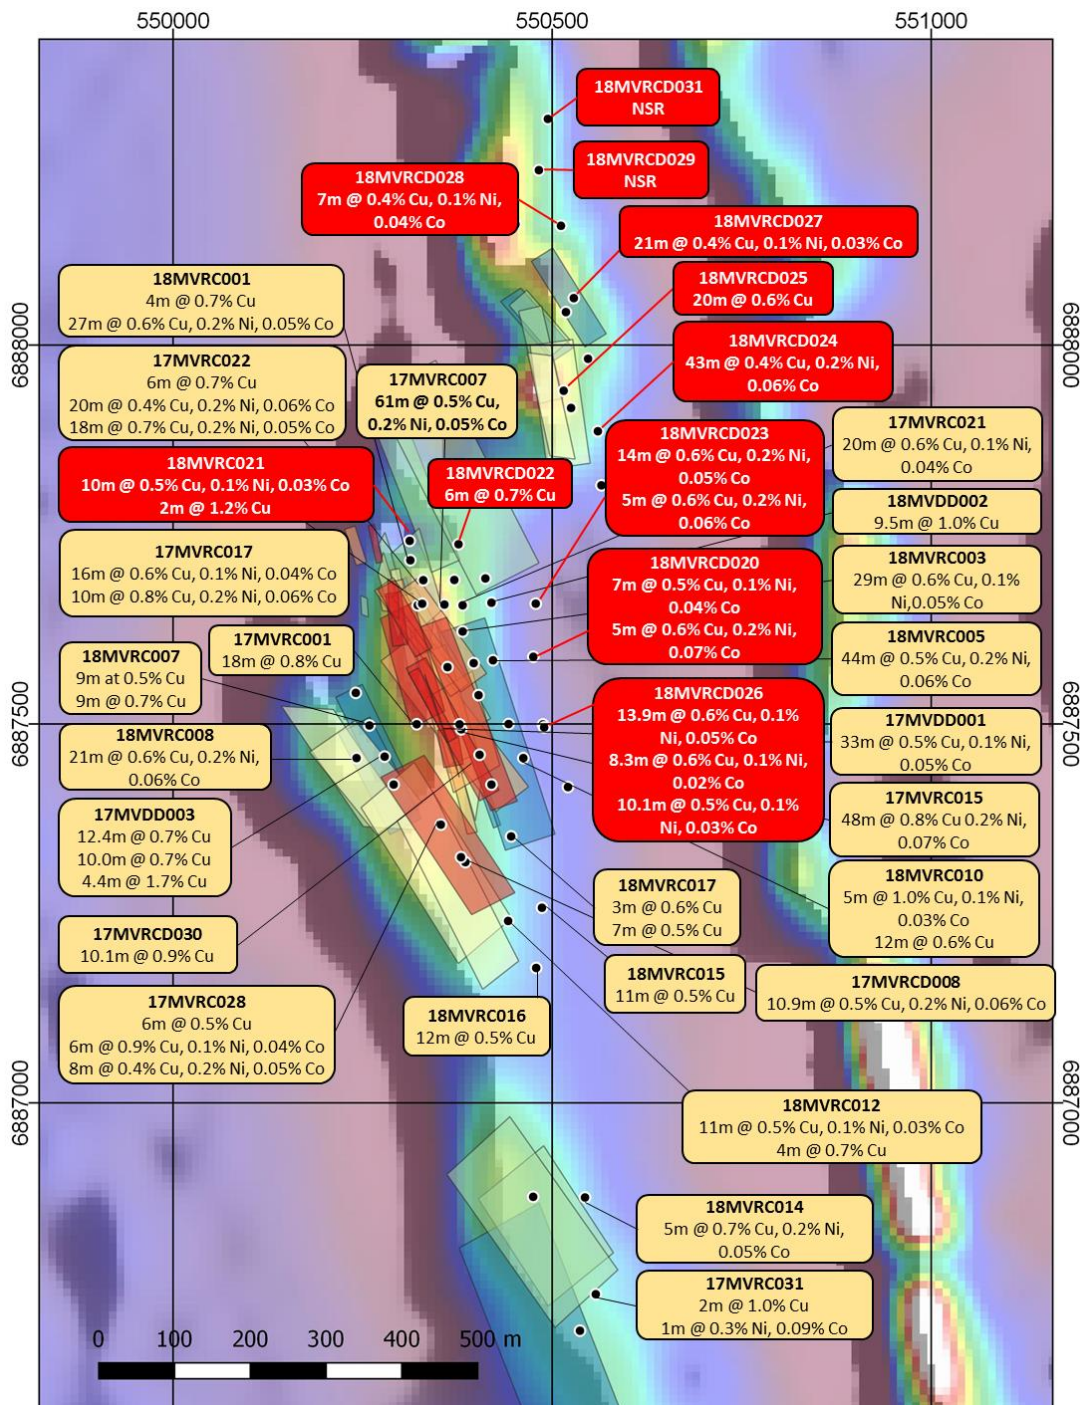 550000
550500
551000
18MVRCD031
NSR
18MVRCD029
NSR
18MVRCD028
7m @ 0.4% Cu, 0.1% Ni,
0.04% Co
18MVRCD027
21m @ 0.4% Cu, 0.1% Ni, 0.03% Co
18MVRCD025
20m @ 0.6% Cu
18MVRC001
4m @ 0.7% Cu
27m @ 0.6% Cu, 0.2% Ni, 0.05% Co
6888000
6888000
18MVRCD024
43m @ 0.4% Cu, 0.2% Ni,
0.06% Co
17MVRC022
6m @ 0.7% Cu
20m @ 0.4% Cu, 0.2% Ni, 0.06% Co
18m @ 0.7% Cu, 0.2% Ni, 0.05% Co
17MVRC007
61m @ 0.5% Cu,
0.2% Ni, 0.05% Co
18MVRCD023
14m @ 0.6% Cu, 0.2% Ni,
0.05% Co
5m @ 0.6% Cu, 0.2% Ni,
0.06% Co
17MVRC021
20m @ 0.6% Cu, 0.1% Ni,
0.04% Co
18MVRC021
10m @ 0.5% Cu, 0.1% Ni, 0.03% Co
2m @ 1.2% Cu
18MVRCD022
6m @ 0.7% Cu
18MVDD002
9.5m @ 1.0% Cu
17MVRC017
16m @ 0.6% Cu, 0.1% Ni, 0.04% Co
10m @ 0.8% Cu, 0.2% Ni, 0.06% Co
18MVRCD020
7m @ 0.5% Cu, 0.1% Ni,
0.04% Co
5m @ 0.6% Cu, 0.2% Ni,
0.07% Co
18MVRC003
29m @ 0.6% Cu, 0.1%
Ni,0.05% Co
17MVRC001
18m @ 0.8% Cu
18MVRC005
44m @ 0.5% Cu, 0.2% Ni,
0.06% Co
18MVRC007
9m at 0.5% Cu
9m @ 0.7% Cu
18MVRCD026
13.9m @ 0.6% Cu, 0.1%
Ni, 0.05% Co
8.3m @ 0.6% Cu, 0.1% Ni,
0.02% Co
10.1m @ 0.5% Cu, 0.1%
Ni, 0.03% Co
6887500
6887500
17MVDD001
33m @ 0.5% Cu, 0.1% Ni,
0.05% Co
18MVRC008
21m @ 0.6% Cu, 0.2% Ni,
0.06% Co
17MVRC015
48m @ 0.8% Cu 0.2% Ni,
0.07% Co
17MVDD003
12.4m @ 0.7% Cu
10.0m @ 0.7% Cu
4.4m @ 1.7% Cu
18MVRC010
5m @ 1.0% Cu, 0.1% Ni,
0.03% Co
12m @ 0.6% Cu
18MVRC017
3m @ 0.6% Cu
7m @ 0.5% Cu
17MVRCD030
10.1m @ 0.9% Cu
18MVRC015
11m @ 0.5% Cu
17MVRCD008
10.9m @ 0.5% Cu, 0.2% Ni, 0.06% Co
17MVRC028
6m @ 0.5% Cu
6m @ 0.9% Cu, 0.1% Ni, 0.04% Co
8m @ 0.4% Cu, 0.2% Ni, 0.05% Co
18MVRC016
12m @ 0.5% Cu
6887000
6887000
18MVRC012
11m @ 0.5% Cu, 0.1% Ni, 0.03% Co
4m @ 0.7% Cu
18MVRC014
5m @ 0.7% Cu, 0.2% Ni,
0.05% Co
17MVRC031
2m @ 1.0% Cu
1m @ 0.3% Ni, 0.09% Co
0 100 200 300 400 500 m